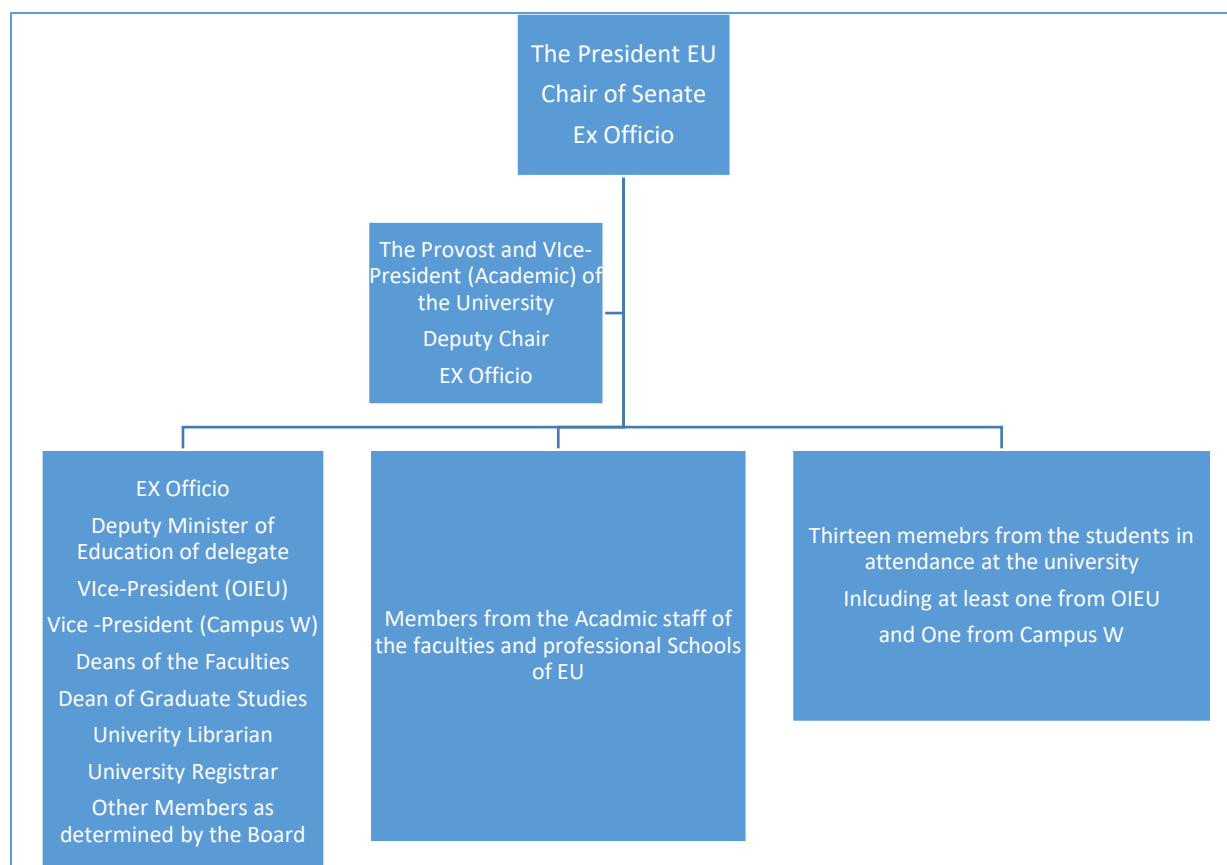 The President EU
Chair of Senate
Ex Officio
The Provost and VIce-
President (Academic) of
the University
Deputy Chair
EX Officio
EX Officio
Deputy Minister of
Education of delegate
VIce-President (OIEU)
Vice -President (Campus W)
Deans of the Faculties
Dean of Graduate Studies
Univerity Librarian
University Registrar
Other Members as
determined by the Board
Members from the Acadmic staff of
the faculties and professional Schools
of EU
Thirteen memebrs from the students in
attendance at the university
Inlcuding at least one from OIEU
and One from Campus W